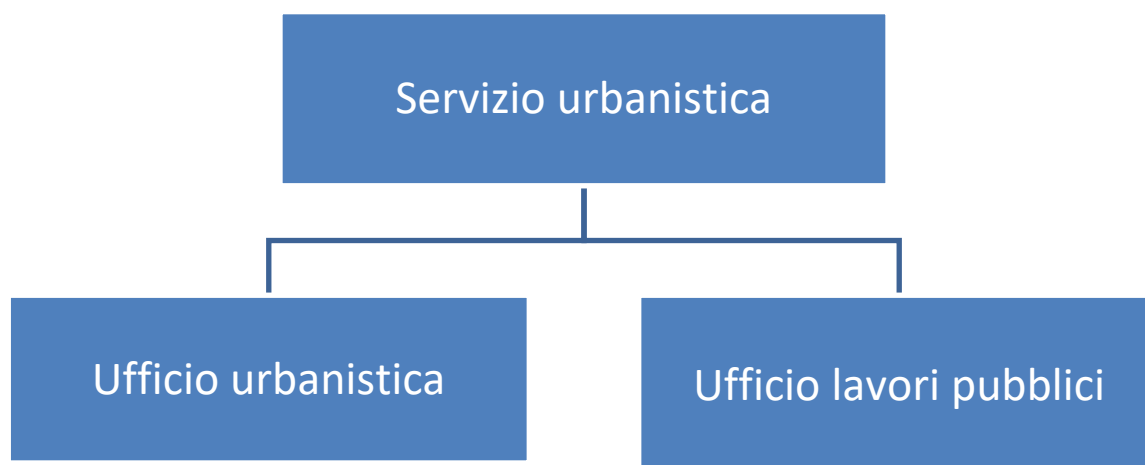 Servizio urbanistica
Ufficio urbanistica
Ufficio lavori pubblici